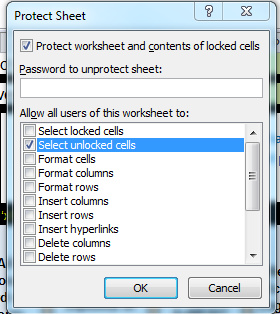 Protect Sheet
Protect worksheet and contents of locked cells
Password to unprotect sheet:
Allow all users of this worksheet to:
Select locked cells
Select unlocked cells
Format cells
Format columns
Format rows
Insert columns
Insert rows
Insert hyperlinks
Delete columns
Delete rows
OK
Cancel